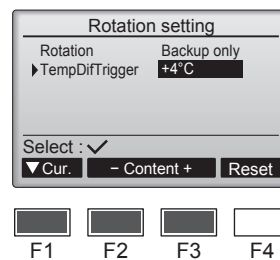 Rotation setting
Rotation Backup only
▶TempDifTrigger +4°C
Select : ✓
▼Cur. − Content + Reset
F1 F2 F3 F4